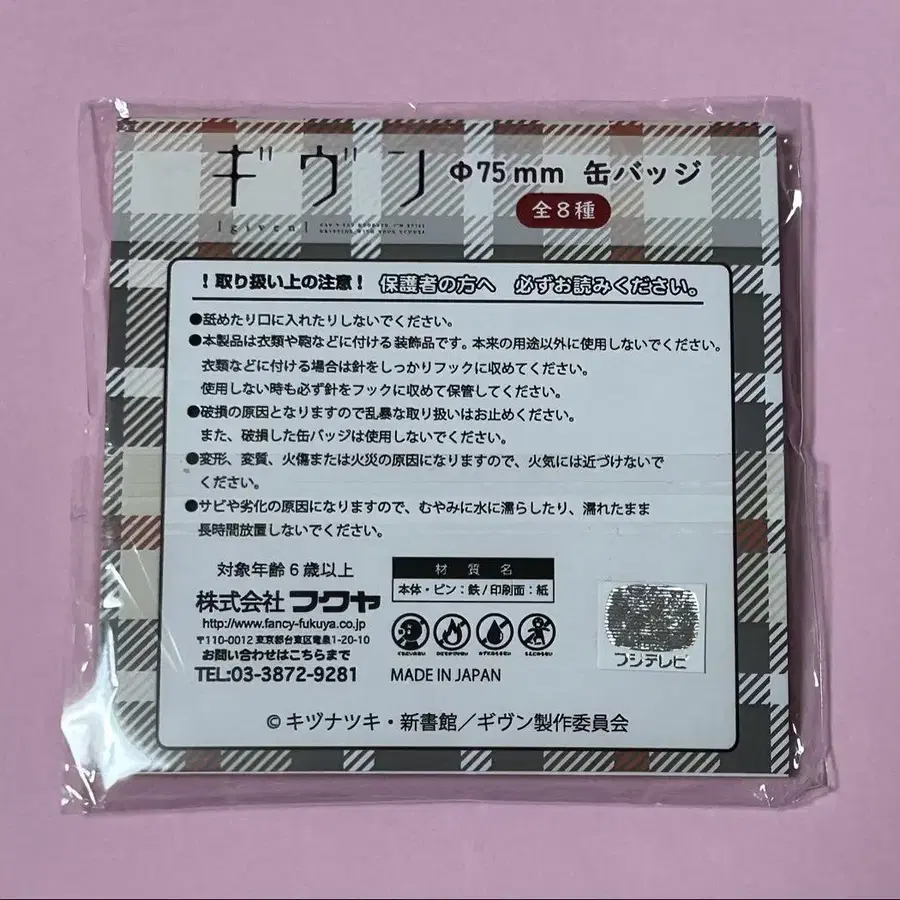 ギヴン Φ75mm 缶バッジ
[given]
全8種
!取り扱い上の注意! 保護者の方へ 必ずお読みください。
●舐めたり口に入れたりしないでください。
●本製品は衣類や鞄などに付ける装飾品です。本来の用途以外に使用しないでください。
衣類などに付ける場合は針をしっかりフックに収めてください。
使用しない時も必ず針をフックに収めて保管してください。
●破損の原因となりますので乱暴な取り扱いはお止めください。
また、破損した缶バッジは使用しないでください。
●変形、変質、火傷または火災の原因になりますので、火気には近づけないで
ください。
●サビや劣化の原因になりますので、むやみに水に濡らしたり、濡れたまま
長時間放置しないでください。
対象年齢6歳以上
株式会社フクヤ
http://www.fancy-fukuya.co.jp
〒110-0012 東京都台東区竜泉1-20-10
お問い合わせはこちらまで
TEL:03-3872-9281
材質名
本体・ピン:鉄/印刷面:紙
MADE IN JAPAN
フジテレビ
© キヅナツキ・新書館/ギヴン製作委員会